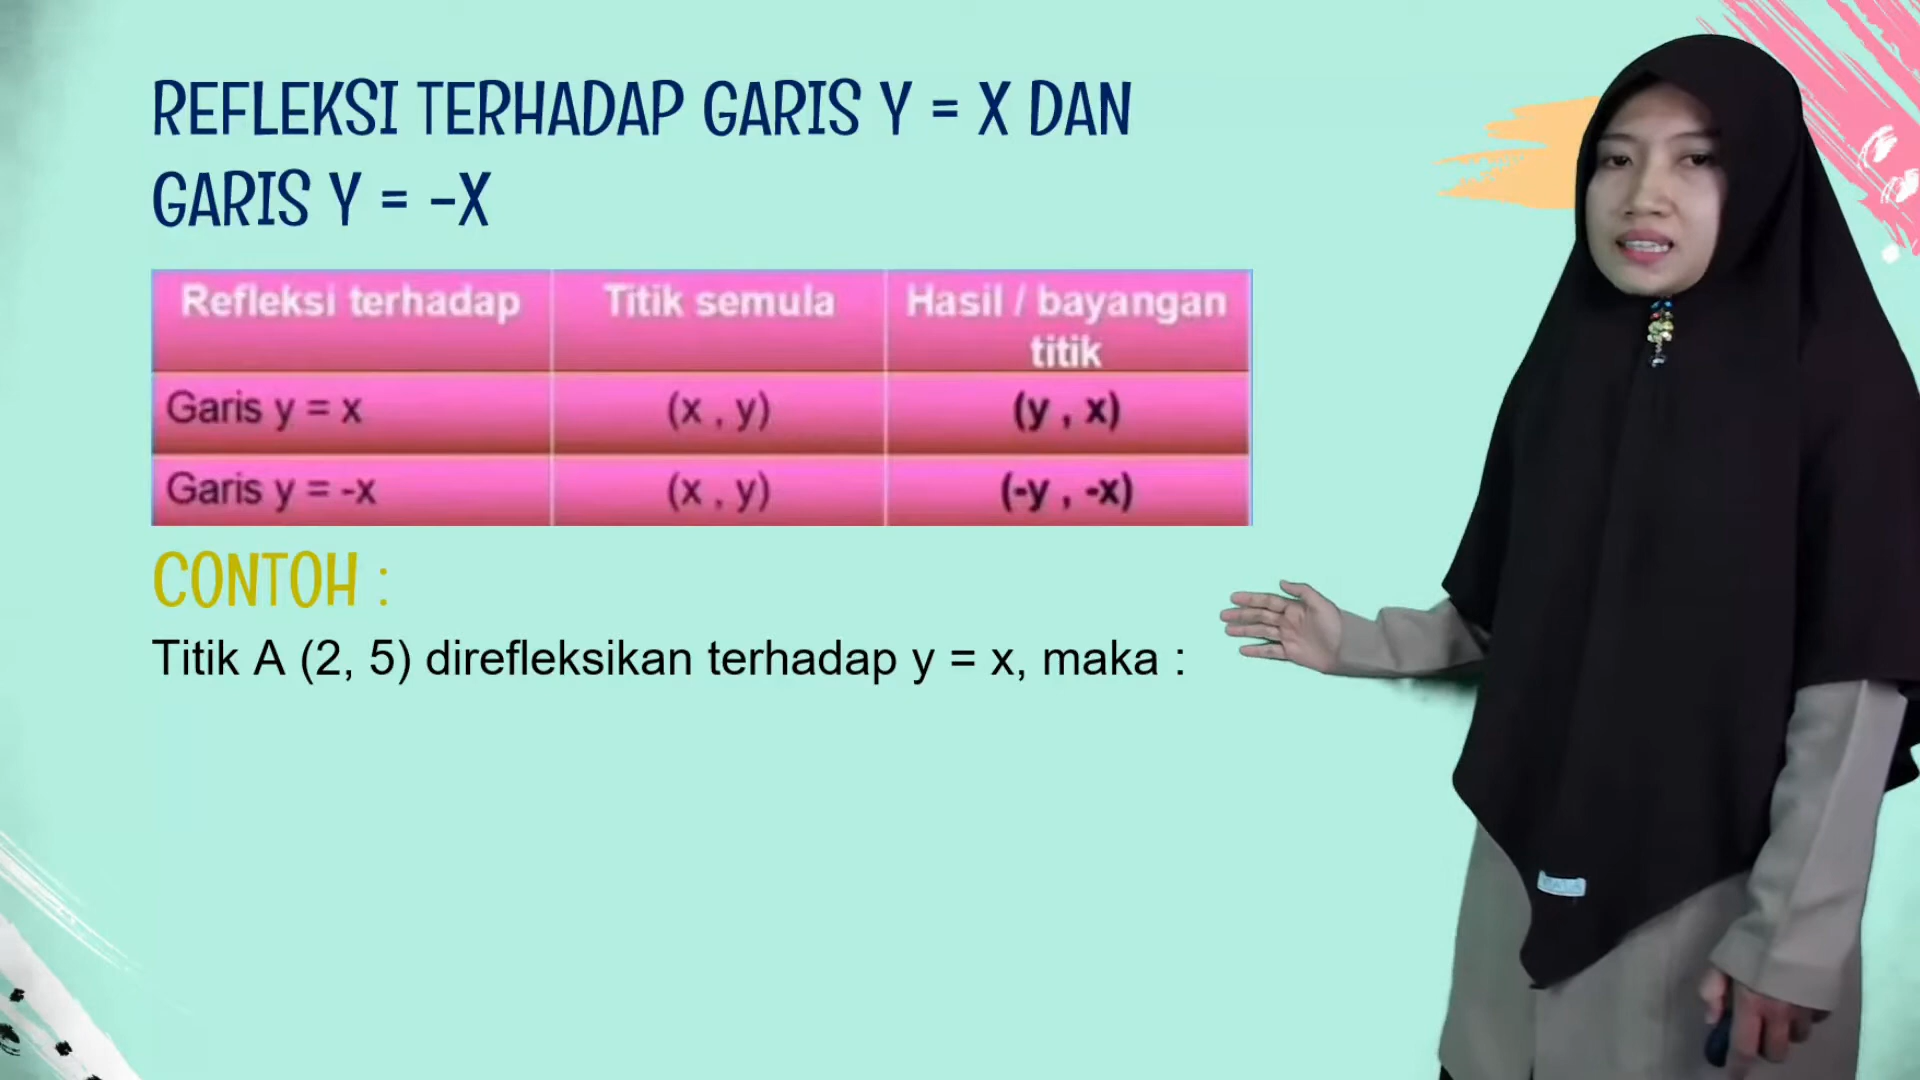 REFLEKSI TERHADAP GARIS Y = X DAN
GARIS Y = -X
Refleksi terhadap Titik semula Hasil / bayangan
titik
Garis y = x (x , y) (y , x)
Garis y = -x (x , y) (-y , -x)
CONTOH :
Titik A (2, 5) direfleksikan terhadap y = x, maka :